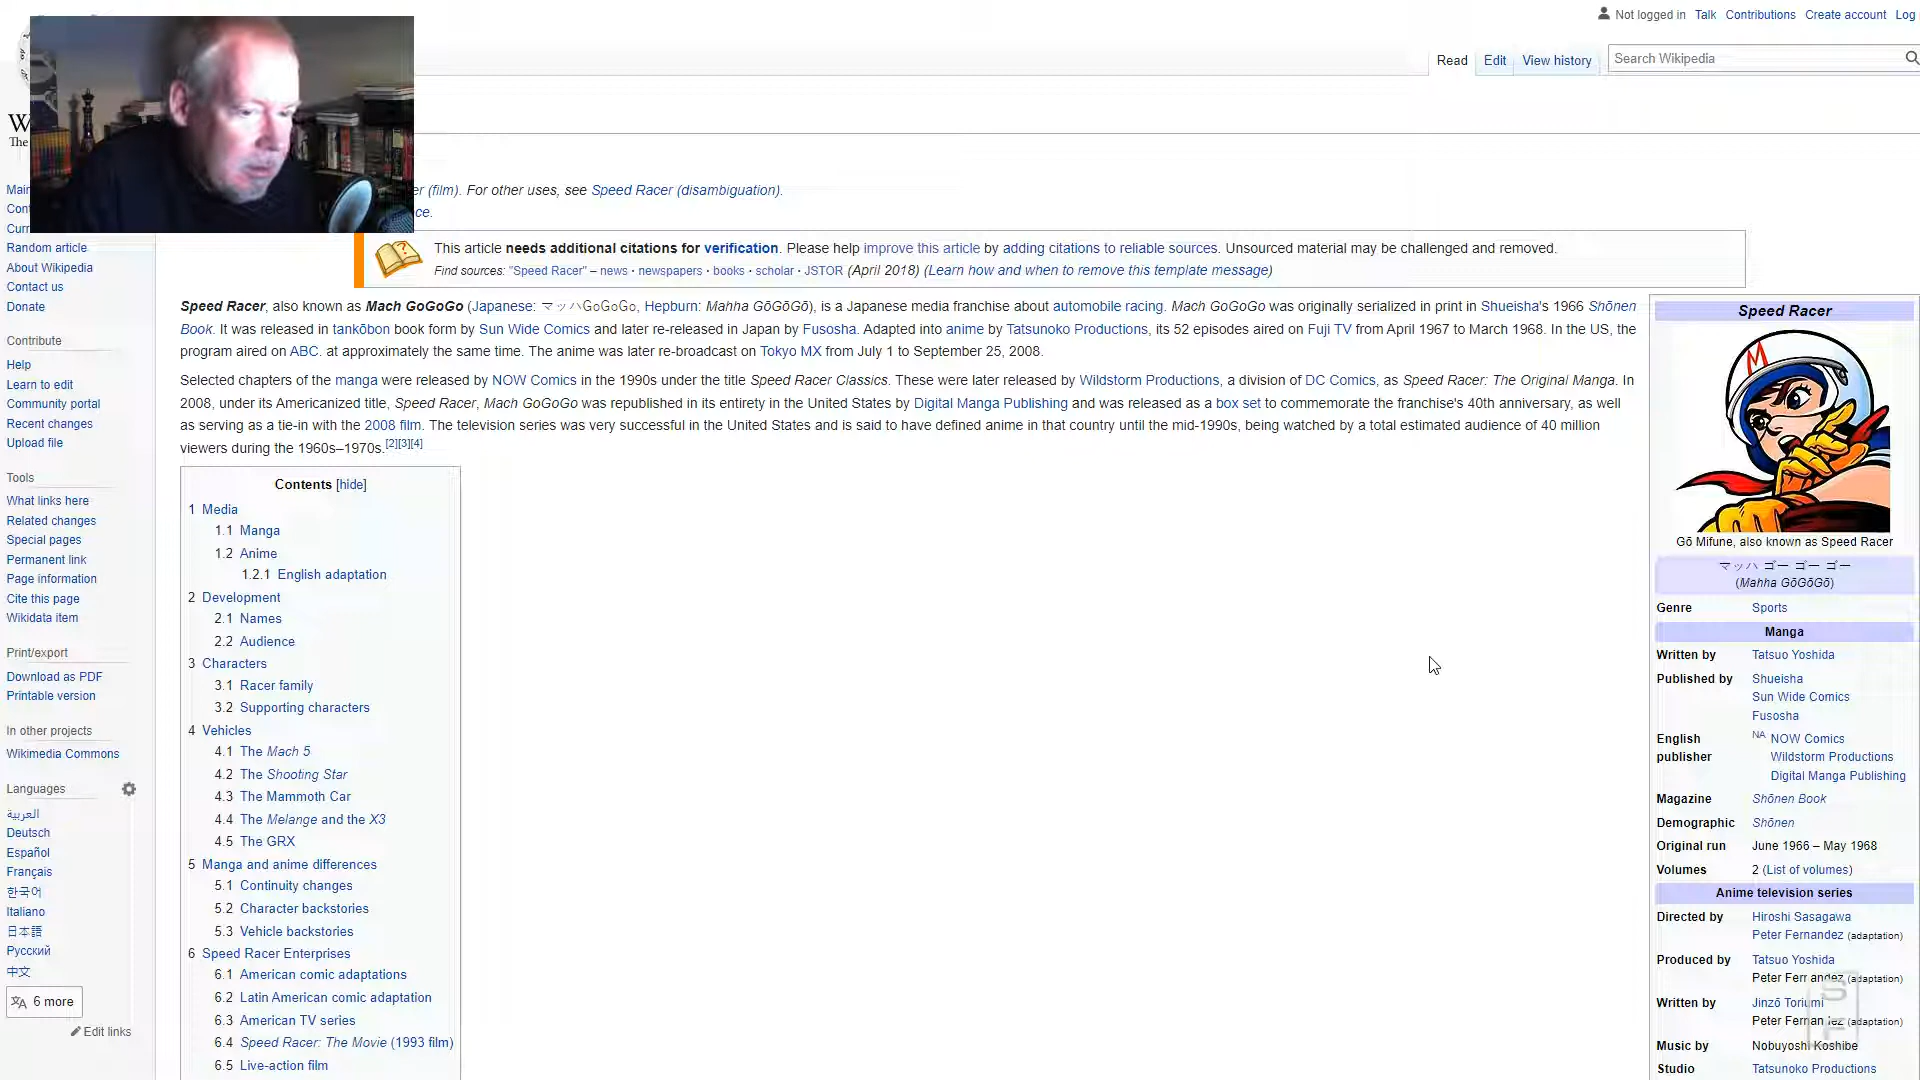 Not logged in Talk Contributions Create account Log
Read Edit View history Search Wikipedia
W
The
er (film). For other uses, see Speed Racer (disambiguation).
ce.
This article needs additional citations for verification. Please help improve this article by adding citations to reliable sources. Unsourced material may be challenged and removed.
Find sources: "Speed Racer" – news · newspapers · books · scholar · JSTOR (April 2018) (Learn how and when to remove this template message)
Speed Racer, also known as Mach GoGoGo (Japanese: マッハGoGoGo, Hepburn: Mahha GōGōGō), is a Japanese media franchise about automobile racing. Mach GoGoGo was originally serialized in print in Shueisha's 1966 Shōnen
Book. It was released in tankōbon book form by Sun Wide Comics and later re-released in Japan by Fusosha. Adapted into anime by Tatsunoko Productions, its 52 episodes aired on Fuji TV from April 1967 to March 1968. In the US, the
program aired on ABC. at approximately the same time. The anime was later re-broadcast on Tokyo MX from July 1 to September 25, 2008.
Selected chapters of the manga were released by NOW Comics in the 1990s under the title Speed Racer Classics. These were later released by Wildstorm Productions, a division of DC Comics, as Speed Racer: The Original Manga. In
2008, under its Americanized title, Speed Racer, Mach GoGoGo was republished in its entirety in the United States by Digital Manga Publishing and was released as a box set to commemorate the franchise's 40th anniversary, as well
as serving as a tie-in with the 2008 film. The television series was very successful in the United States and is said to have defined anime in that country until the mid-1990s, being watched by a total estimated audience of 40 million
viewers during the 1960s–1970s.[2][3][4]
Contents [hide]
1 Media
1.1 Manga
1.2 Anime
1.2.1 English adaptation
2 Development
2.1 Names
2.2 Audience
3 Characters
3.1 Racer family
3.2 Supporting characters
4 Vehicles
4.1 The Mach 5
4.2 The Shooting Star
4.3 The Mammoth Car
4.4 The Melange and the X3
4.5 The GRX
5 Manga and anime differences
5.1 Continuity changes
5.2 Character backstories
5.3 Vehicle backstories
6 Speed Racer Enterprises
6.1 American comic adaptations
6.2 Latin American comic adaptation
6.3 American TV series
6.4 Speed Racer: The Movie (1993 film)
6.5 Live-action film
Main
Con
Curr
Random article
About Wikipedia
Contact us
Donate
Contribute
Help
Learn to edit
Community portal
Recent changes
Upload file
Tools
What links here
Related changes
Special pages
Permanent link
Page information
Cite this page
Wikidata item
Print/export
Download as PDF
Printable version
In other projects
Wikimedia Commons
Languages
العربية
Deutsch
Español
Français
한국어
Italiano
日本語
Русский
中文
6 more
Edit links
Speed Racer
M
Gō Mifune, also known as Speed Racer
マッハ ゴー ゴー ゴー
(Mahha GōGōGō)
Genre Sports
Manga
Written by Tatsuo Yoshida
Published by Shueisha
Sun Wide Comics
Fusosha
English publisher NA NOW Comics
Wildstorm Productions
Digital Manga Publishing
Magazine Shōnen Book
Demographic Shōnen
Original run June 1966 – May 1968
Volumes 2 (List of volumes)
Anime television series
Directed by Hiroshi Sasagawa
Peter Fernandez (adaptation)
Produced by Tatsuo Yoshida
Peter Fernandez (adaptation)
Written by Jinzō Toriumi
Peter Fernandez (adaptation)
Music by Nobuyoshi Koshibe
Studio Tatsunoko Productions